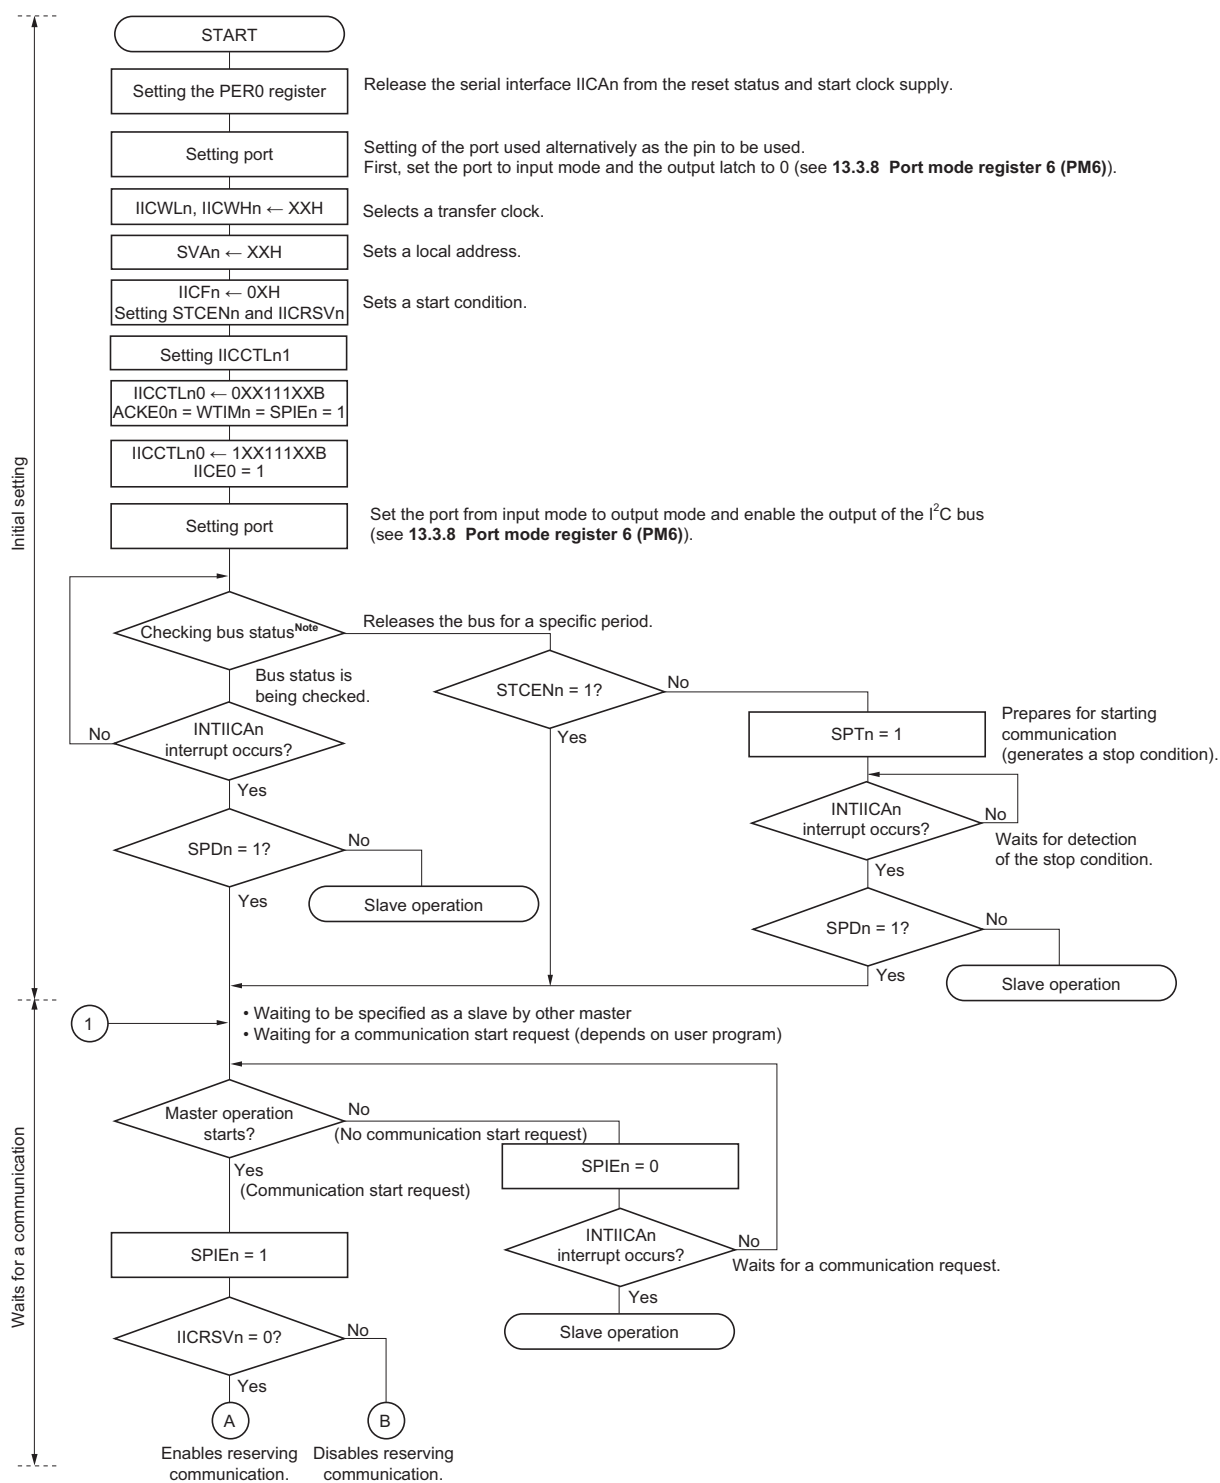 START
Setting the PER0 register
Release the serial interface IICAn from the reset status and start clock supply.
Setting port
Setting of the port used alternatively as the pin to be used.
First, set the port to input mode and the output latch to 0 (see 13.3.8 Port mode register 6 (PM6)).
IICWLn, IICWHn ← XXH
Selects a transfer clock.
SVAn ← XXH
Sets a local address.
IICFn ← 0XH
Setting STCENn and IICRSVn
Sets a start condition.
Setting IICCTLn1
IICCTLn0 ← 0XX111XXB
ACKE0n = WTIMn = SPIEn = 1
IICCTLn0 ← 1XX111XXB
IICE0 = 1
Initial setting
Setting port
Set the port from input mode to output mode and enable the output of the I2C bus
(see 13.3.8 Port mode register 6 (PM6)).
Checking bus statusNote
Releases the bus for a specific period.
Bus status is
being checked.
STCENn = 1?
No
Yes
INTIICAn
interrupt occurs?
No
Yes
SPTn = 1
Prepares for starting
communication
(generates a stop condition).
INTIICAn
interrupt occurs?
No
Waits for detection
of the stop condition.
Yes
SPDn = 1?
No
Yes
Slave operation
SPDn = 1?
No
Yes
Slave operation
1
• Waiting to be specified as a slave by other master
• Waiting for a communication start request (depends on user program)
Waits for a communication
Master operation
starts?
No
(No communication start request)
Yes
(Communication start request)
SPIEn = 0
INTIICAn
interrupt occurs?
No
Waits for a communication request.
Yes
Slave operation
SPIEn = 1
IICRSVn = 0?
No
Yes
A
B
Enables reserving
communication.
Disables reserving
communication.